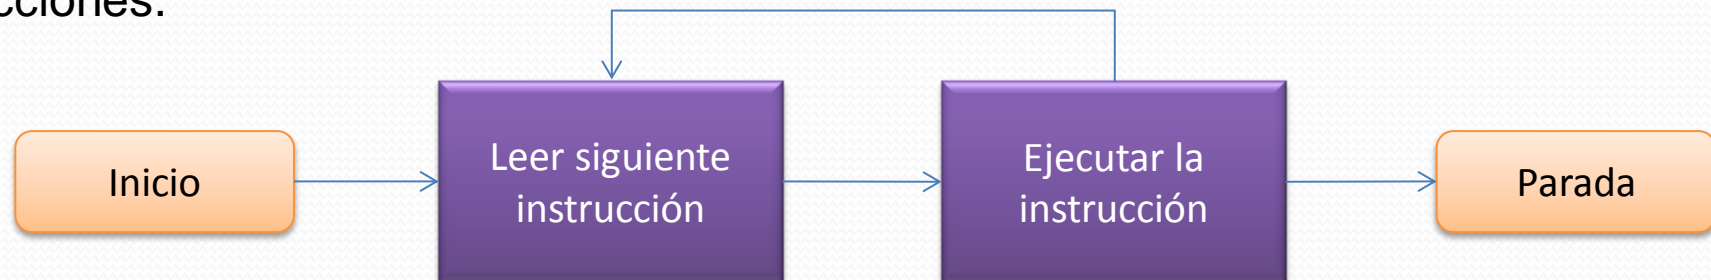 cciones.
Inicio
Leer siguiente
instrucción
Ejecutar la
instrucción
Parada